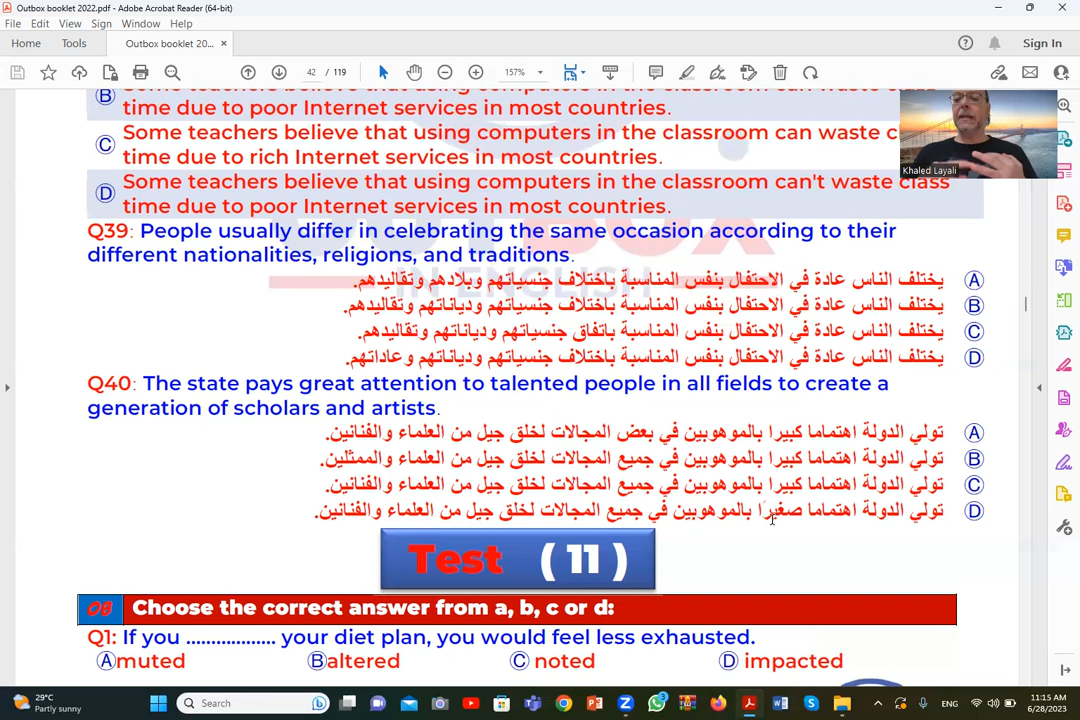 Outbox booklet 2022.pdf - Adobe Acrobat Reader (64-bit)
File Edit View Sign Window Help
Home Tools Outbox booklet 20... × Sign In
42 / 119 157%
B
time due to poor Internet services in most countries.
C Some teachers believe that using computers in the classroom can waste
time due to rich Internet services in most countries.
D Some teachers believe that using computers in the classroom can't waste class
time due to poor Internet services in most countries.
Khaled Layali
Q39: People usually differ in celebrating the same occasion according to their
different nationalities, religions, and traditions.
A يختلف الناس عادة في الاحتفال بنفس المناسبة باختلاف جنسياتهم وبلادهم وتقاليدهم.
B يختلف الناس عادة في الاحتفال بنفس المناسبة باختلاف جنسياتهم ودياناتهم وتقاليدهم.
C يختلف الناس عادة في الاحتفال بنفس المناسبة باتفاق جنسياتهم ودياناتهم وتقاليدهم.
D يختلف الناس عادة في الاحتفال بنفس المناسبة باختلاف جنسياتهم ودياناتهم وعاداتهم.
Q40: The state pays great attention to talented people in all fields to create a
generation of scholars and artists.
A تولي الدولة اهتماما كبيرا بالموهوبين في بعض المجالات لخلق جيل من العلماء والفنانين.
B تولي الدولة اهتماما كبيرا بالموهوبين في جميع المجالات لخلق جيل من العلماء والممثلين.
C تولي الدولة اهتماما كبيرا بالموهوبين في جميع المجالات لخلق جيل من العلماء والفنانين.
D تولي الدولة اهتماما صغيرًا بالموهوبين في جميع المجالات لخلق جيل من العلماء والفنانين.
Test ( 11 )
08 Choose the correct answer from a, b, c or d:
Q1: If you ................. your diet plan, you would feel less exhausted.
A muted B altered C noted D impacted
29°C
Partly sunny
Search
3
ENG
11:15 AM
6/28/2023
IN ENGLISH